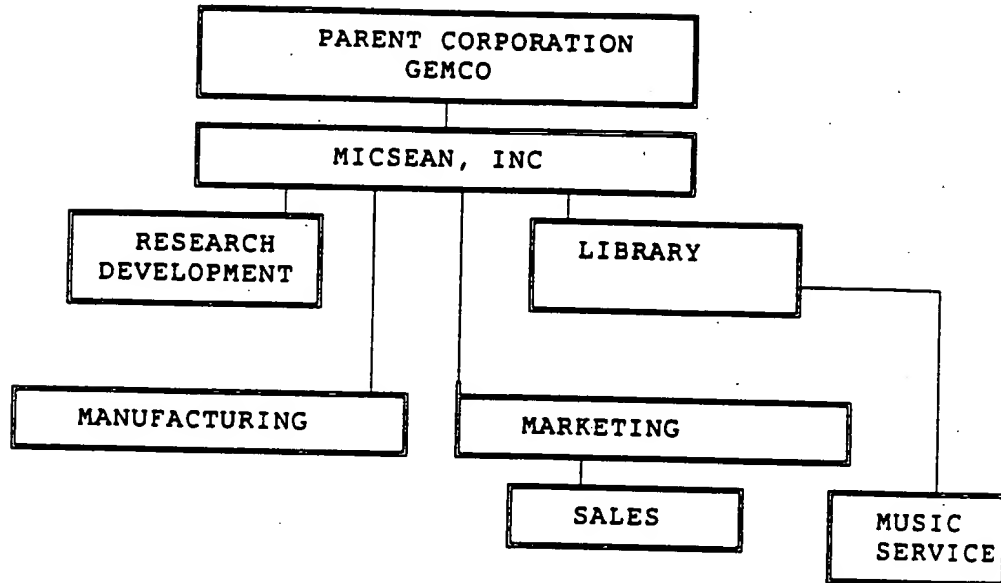 PARENT CORPORATION
GEMCO
MICSEAN, INC
RESEARCH
DEVELOPMENT
LIBRARY
MANUFACTURING
MARKETING
SALES
MUSIC
SERVICE